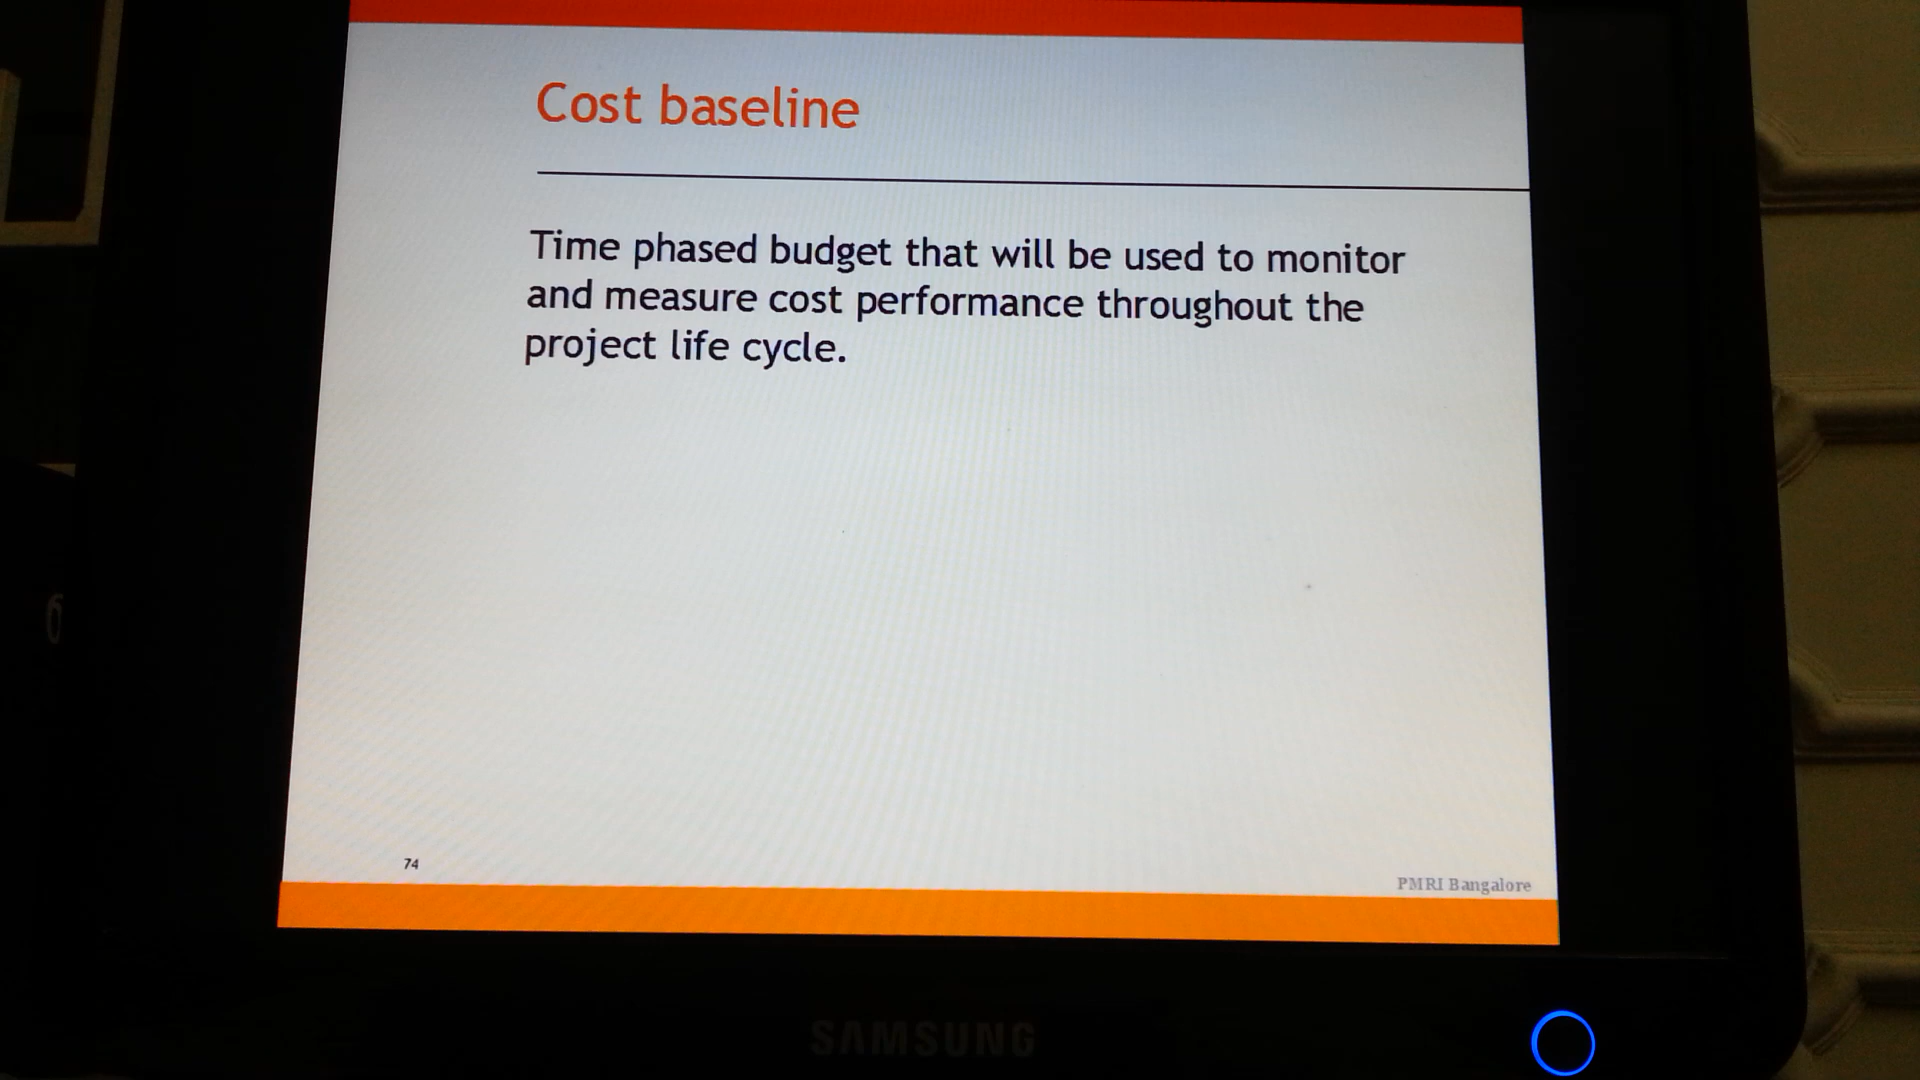 Cost baseline
Time phased budget that will be used to monitor
and measure cost performance throughout the
project life cycle.
74
PMRI Bangalore
SAMSUNG